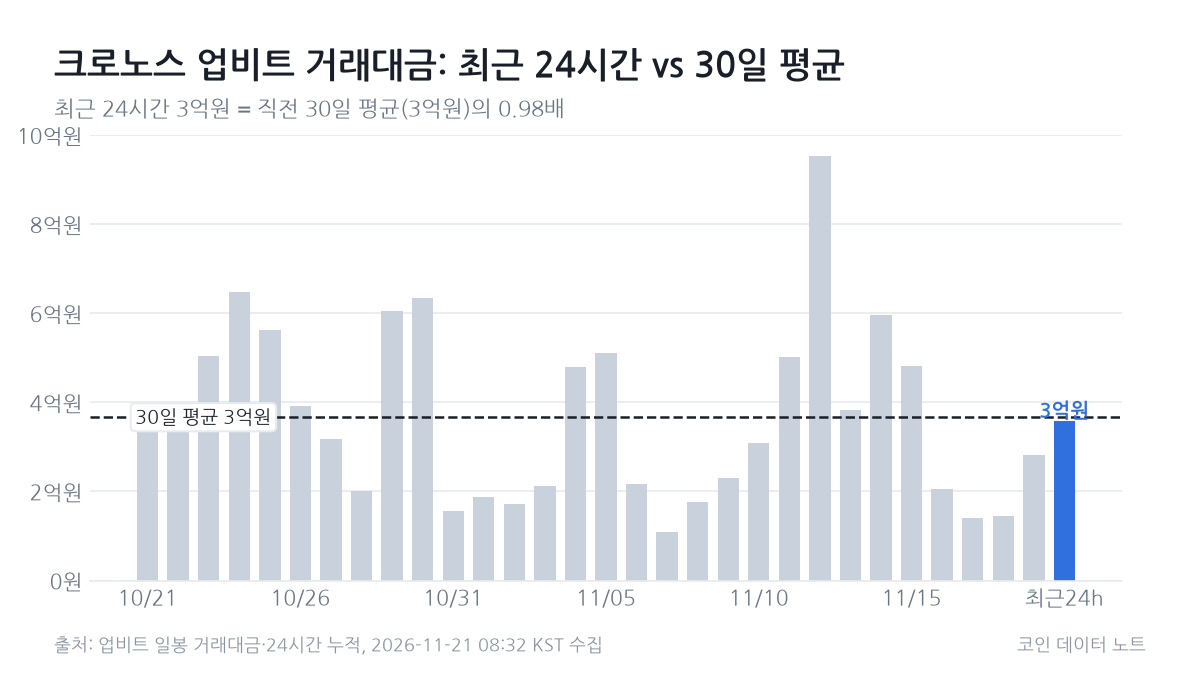 크로노스 업비트 거래대금: 최근 24시간 vs 30일 평균
최근 24시간 3억원 = 직전 30일 평균(3억원)의 0.98배
10억원
8억원
6억원
4억원
2억원
0원
30일 평균 3억원
3억원
10/21 10/26 10/31 11/05 11/10 11/15 최근24h
출처: 업비트 일봉 거래대금·24시간 누적, 2026-11-21 08:32 KST 수집
코인 데이터 노트